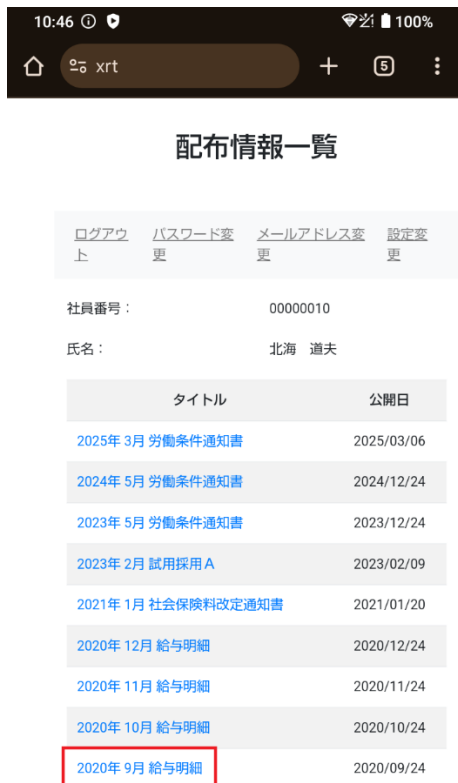 10:46 100%
xrt 5
配布情報一覧
ログアウ パスワード変 メールアドレス変 設定変
ト 更 更 更
社員番号： 00000010
氏名： 北海　道夫
タイトル 公開日
2025年 3月 労働条件通知書 2025/03/06
2024年 5月 労働条件通知書 2024/12/24
2023年 5月 労働条件通知書 2023/12/24
2023年 2月 試用採用Ａ 2023/02/09
2021年 1月 社会保険料改定通知書 2021/01/20
2020年 12月 給与明細 2020/12/24
2020年 11月 給与明細 2020/11/24
2020年 10月 給与明細 2020/10/24
2020年 9月 給与明細 2020/09/24